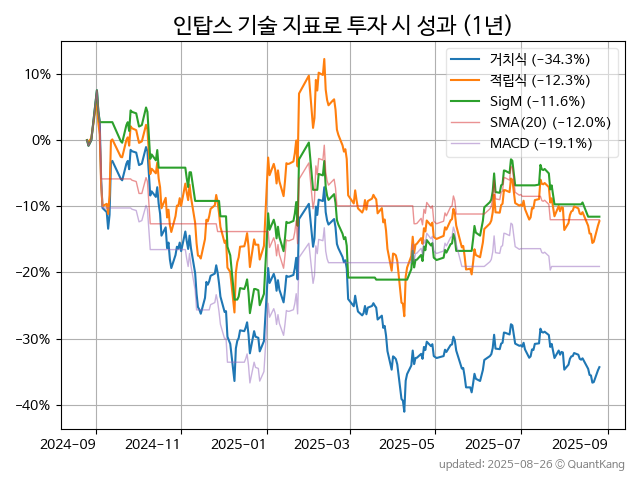 인탑스 기술 지표로 투자 시 성과 (1년)
거치식 (−34.3%)
적립식 (−12.3%)
SigM (−11.6%)
SMA(20) (−12.0%)
MACD (−19.1%)
10%
0%
−10%
−20%
−30%
−40%
2024−09
2024−11
2025−01
2025−03
2025−05
2025−07
2025−09
updated: 2025-08-26 © QuantKang